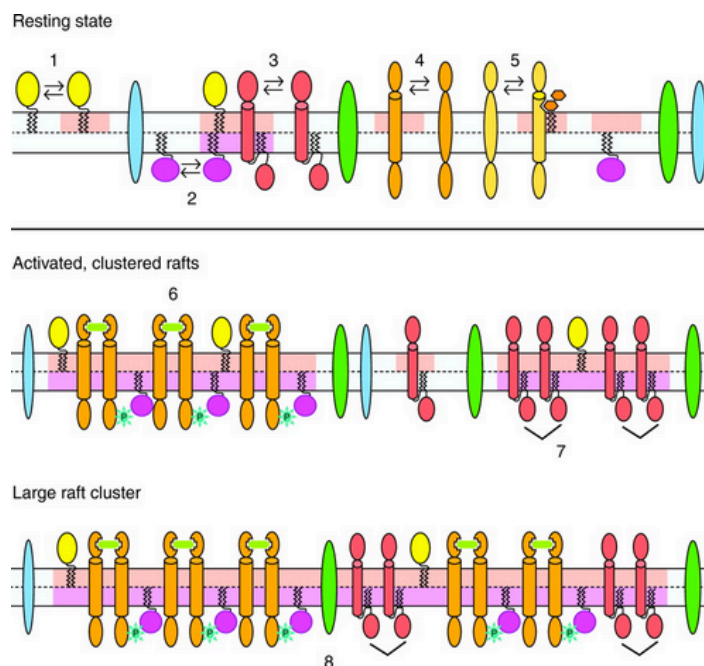 Resting state
1
3
4
5
2
Activated, clustered rafts
6
P
P
P
7
Large raft cluster
P
P
P
P
P
8